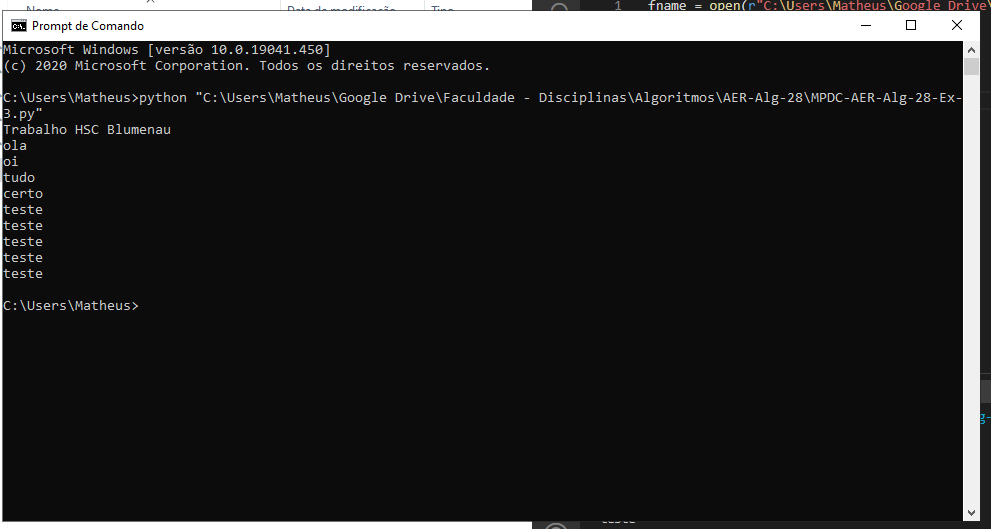 Nome
Data de modificação
Tipo
1 fname = open(r"C:\Users\Matheus\Google Drive\
Prompt de Comando
Microsoft Windows [versão 10.0.19041.450]
(c) 2020 Microsoft Corporation. Todos os direitos reservados.
C:\Users\Matheus>python "C:\Users\Matheus\Google Drive\Faculdade - Disciplinas\Algoritmos\AER-Alg-28\MPDC-AER-Alg-28-Ex-
3.py"
Trabalho HSC Blumenau
ola
oi
tudo
certo
teste
teste
teste
teste
teste
C:\Users\Matheus>
g-
teste